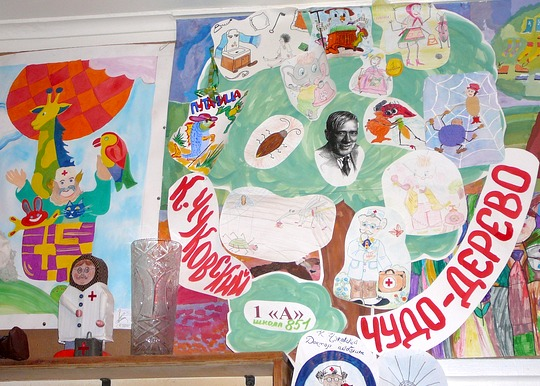 ПУТАНИЦА
К. ЧУКОВСКИЙ
ЧУДО-ДЕРЕВО
1 «А»
школа 851